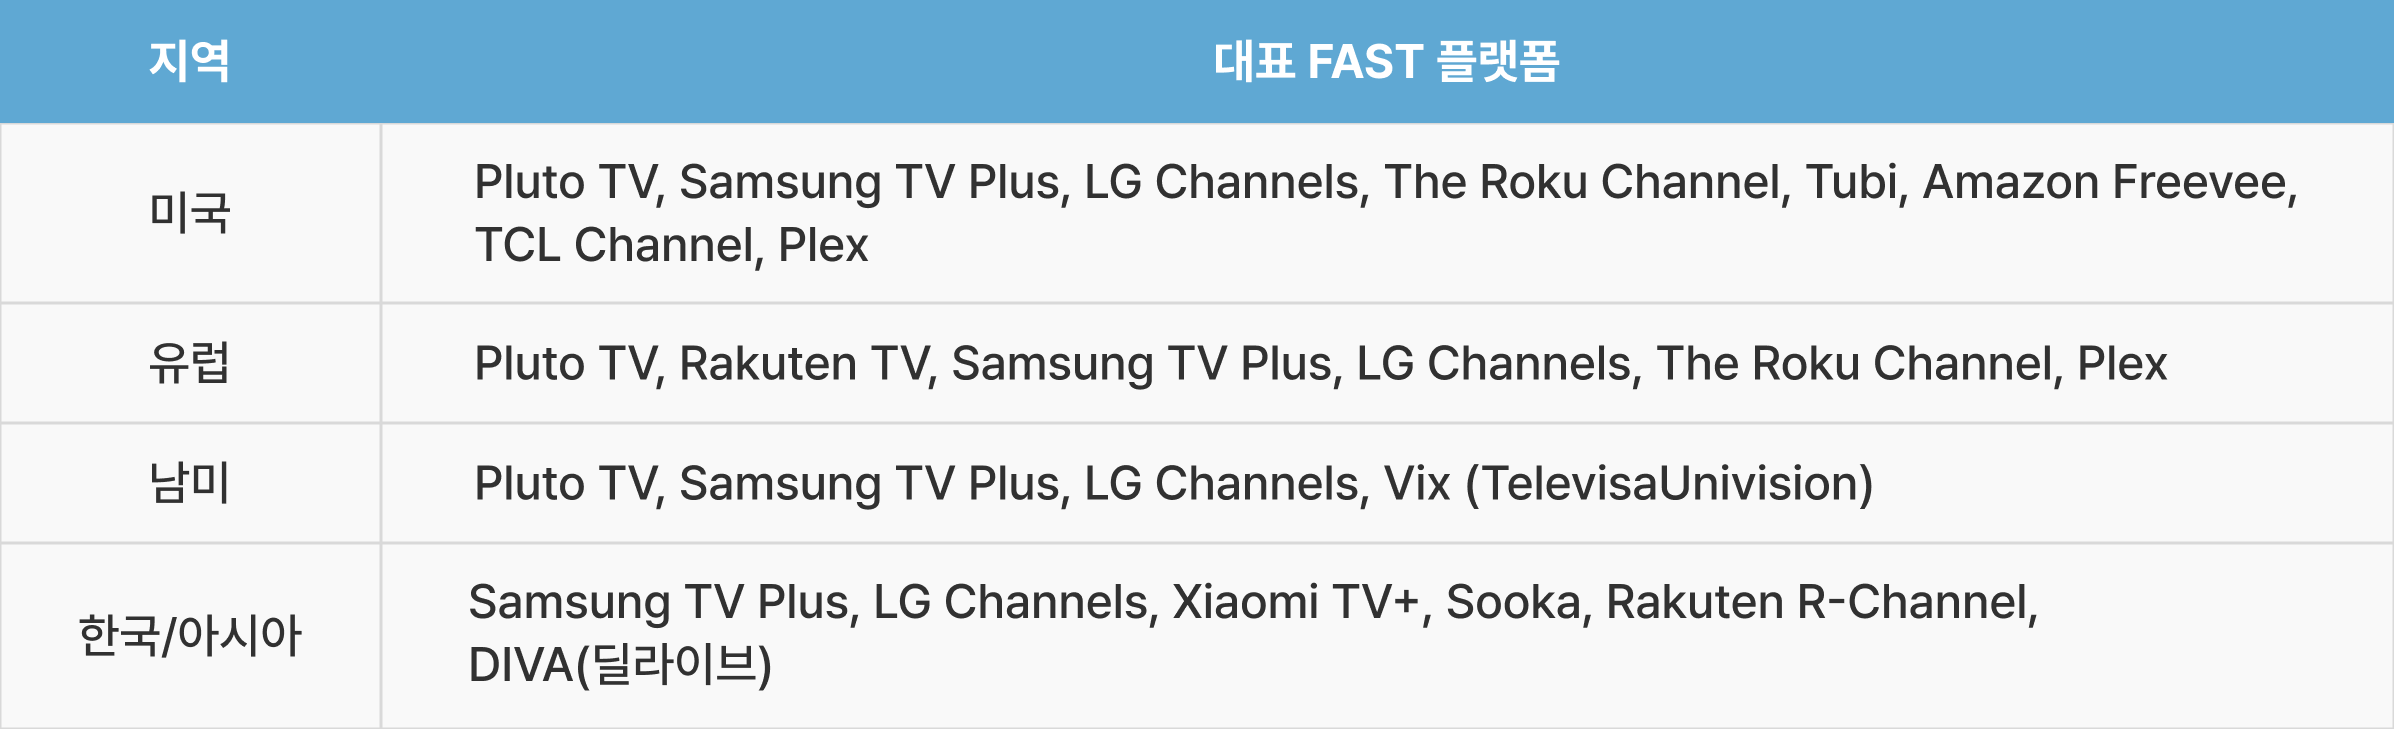 지역
대표 FAST 플랫폼
미국
Pluto TV, Samsung TV Plus, LG Channels, The Roku Channel, Tubi, Amazon Freevee,
TCL Channel, Plex
유럽
Pluto TV, Rakuten TV, Samsung TV Plus, LG Channels, The Roku Channel, Plex
남미
Pluto TV, Samsung TV Plus, LG Channels, Vix (TelevisaUnivision)
한국/아시아
Samsung TV Plus, LG Channels, Xiaomi TV+, Sooka, Rakuten R-Channel,
DIVA(딜라이브)